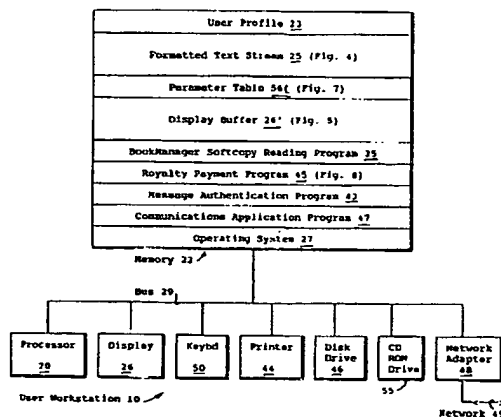 User Profile 23
Formatted Text Stream 25 (Fig. 4)
Parameter Table 56( (Fig. 7)
Display Buffer 26' (Fig. 5)
BookManager Softcopy Reading Program 35
Royalty Payment Program 45 (Fig. 8)
Message Authentication Program 42
Communications Application Program 47
Operating System 27
Memory 22
Bus 29
Processor 20
Display 26
Keybd 50
Printer 44
Disk Drive 46
CD ROM Drive 55
Network Adapter 48
User Workstation 10
Network